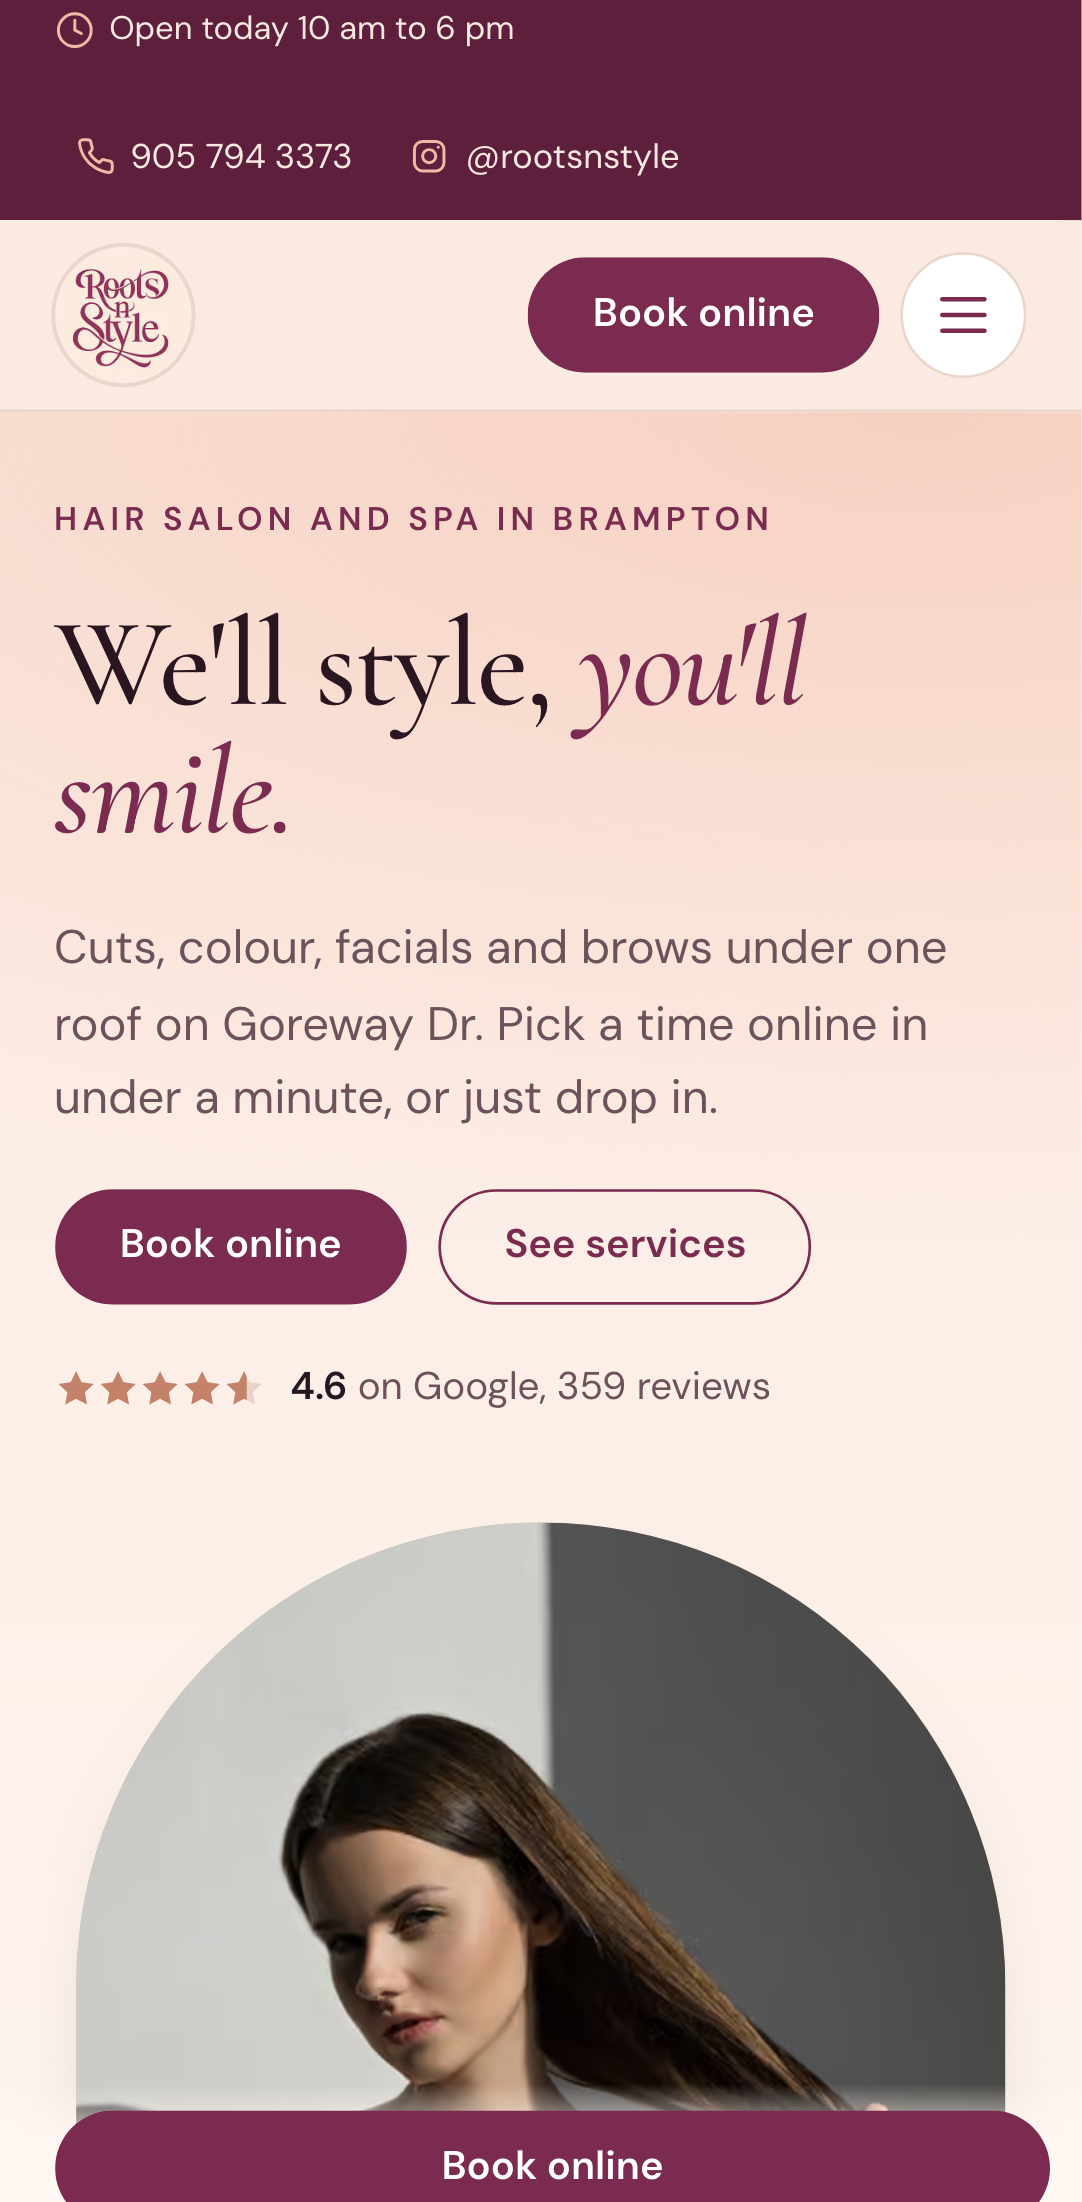 Open today 10 am to 6 pm
905 794 3373 @rootsnstyle
Roots
n
Style
Book online
HAIR SALON AND SPA IN BRAMPTON
We'll style, you'll
smile.
Cuts, colour, facials and brows under one
roof on Goreway Dr. Pick a time online in
under a minute, or just drop in.
Book online See services
4.6 on Google, 359 reviews
Book online